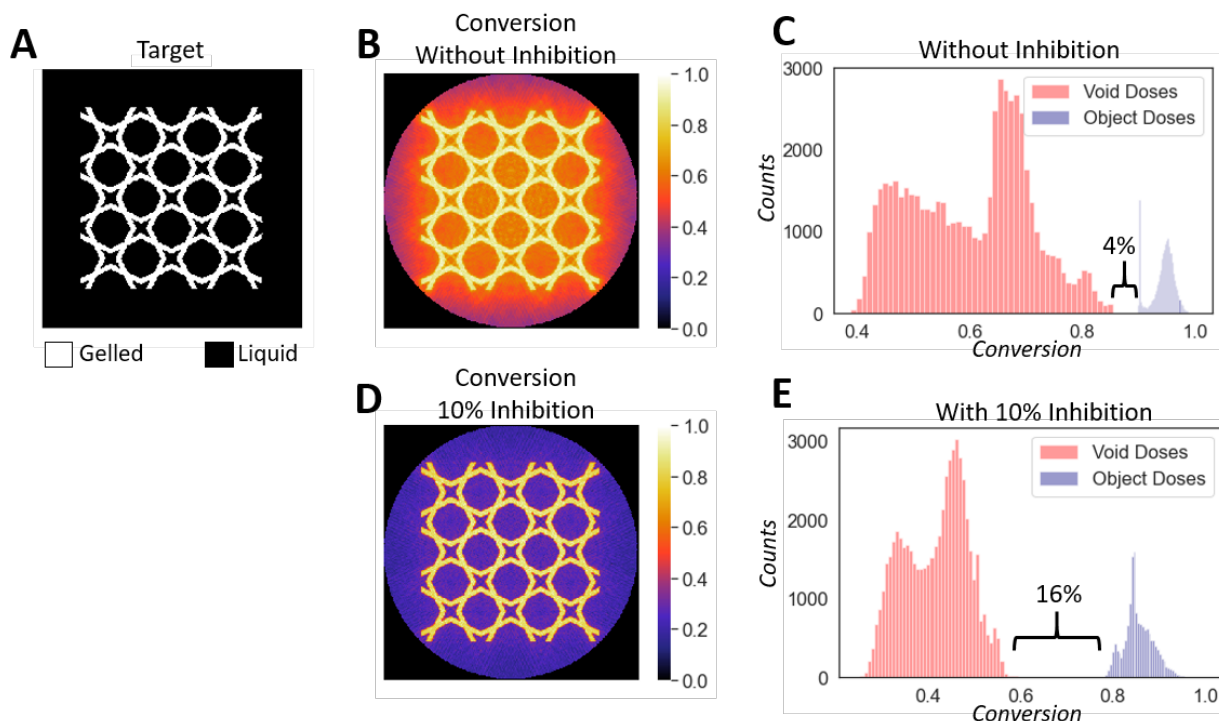 A
Target
Gelled
Liquid
B
Conversion
Without Inhibition
1.0
0.8
0.6
0.4
0.2
0.0
C
Without Inhibition
3000
2000
1000
0
Counts
Void Doses
Object Doses
4%
0.4
0.6
0.8
1.0
Conversion
D
Conversion
10% Inhibition
1.0
0.8
0.6
0.4
0.2
0.0
E
With 10% Inhibition
3000
2000
1000
0
Counts
Void Doses
Object Doses
16%
0.4
0.6
0.8
1.0
Conversion